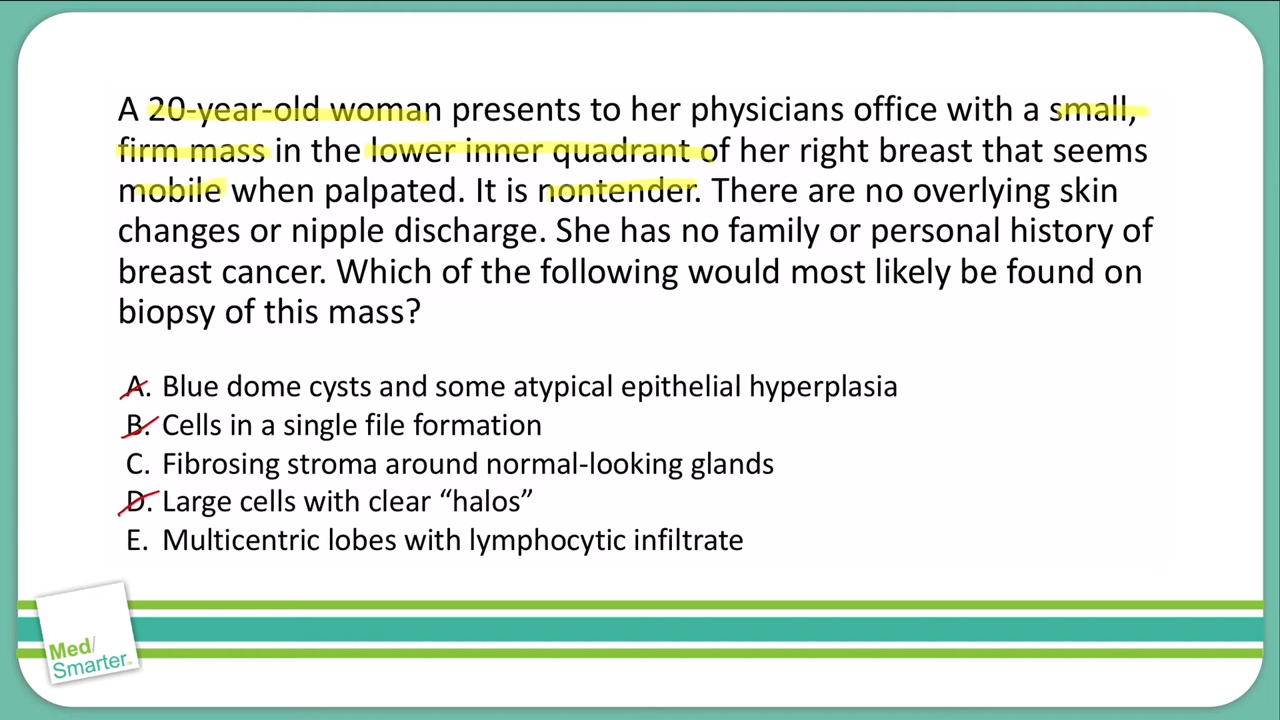 A 20-year-old woman presents to her physicians office with a small,
firm mass in the lower inner quadrant of her right breast that seems
mobile when palpated. It is nontender. There are no overlying skin
changes or nipple discharge. She has no family or personal history of
breast cancer. Which of the following would most likely be found on
biopsy of this mass?
A. Blue dome cysts and some atypical epithelial hyperplasia
B. Cells in a single file formation
C. Fibrosing stroma around normal-looking glands
D. Large cells with clear “halos”
E. Multicentric lobes with lymphocytic infiltrate
Med/
Smarter™